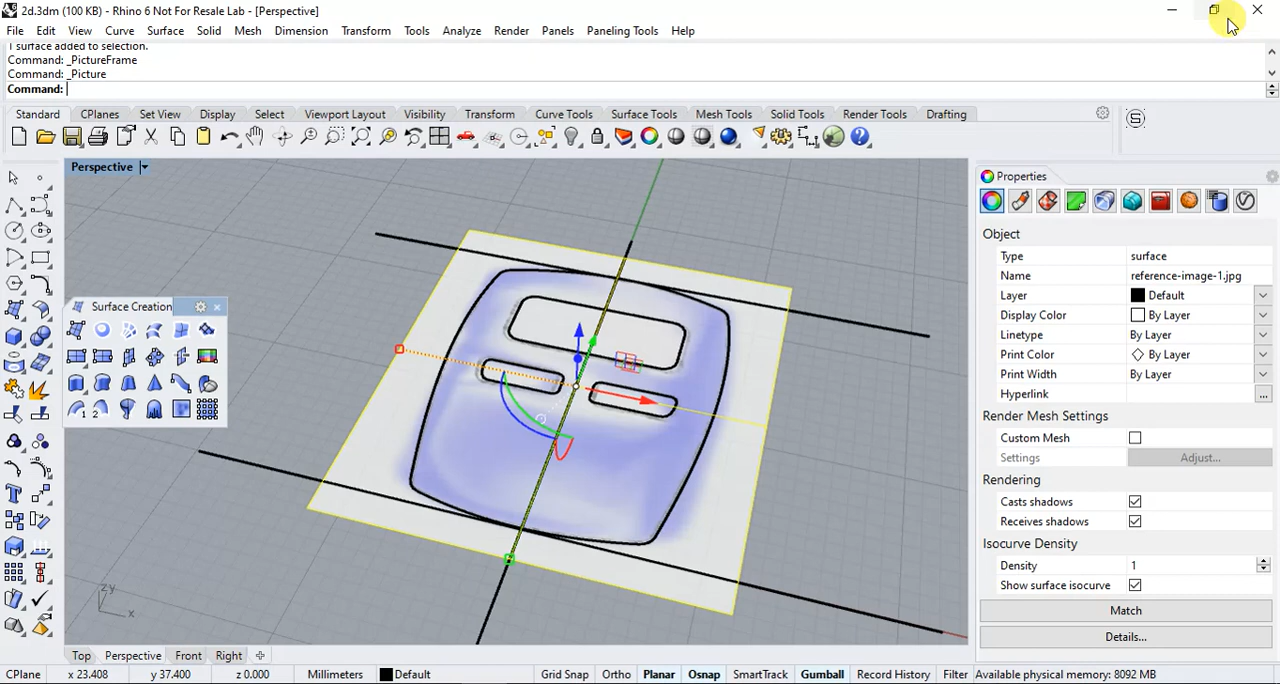 2d.3dm (100 KB) - Rhino 6 Not For Resale Lab - [Perspective]
File Edit View Curve Surface Solid Mesh Dimension Transform Tools Analyze Render Panels Paneling Tools Help
1 surface added to selection.
Command: _PictureFrame
Command: _Picture
Command:
Standard CPlanes Set View Display Select Viewport Layout Visibility Transform Curve Tools Surface Tools Mesh Tools Solid Tools Render Tools Drafting
Perspective
Properties
Object
Type surface
Name reference-image-1.jpg
Layer Default
Display Color By Layer
Linetype By Layer
Print Color By Layer
Print Width By Layer
Hyperlink ...
Render Mesh Settings
Custom Mesh
Settings Adjust...
Rendering
Casts shadows
Receives shadows
Isocurve Density
Density 1
Show surface isocurve
Match
Details...
Surface Creation
z y
x
Top Perspective Front Right
CPlane x 23.408 y 37.400 z 0.000 Millimeters Default Grid Snap Ortho Planar Osnap SmartTrack Gumball Record History Filter Available physical memory: 8092 MB